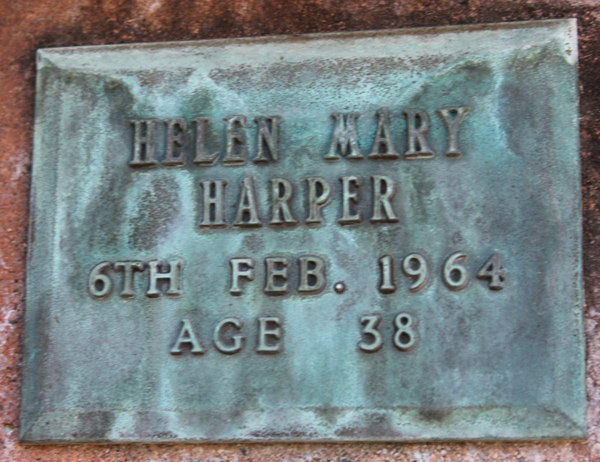 HELEN MARY
HARPER
6TH FEB. 1964
AGE 38